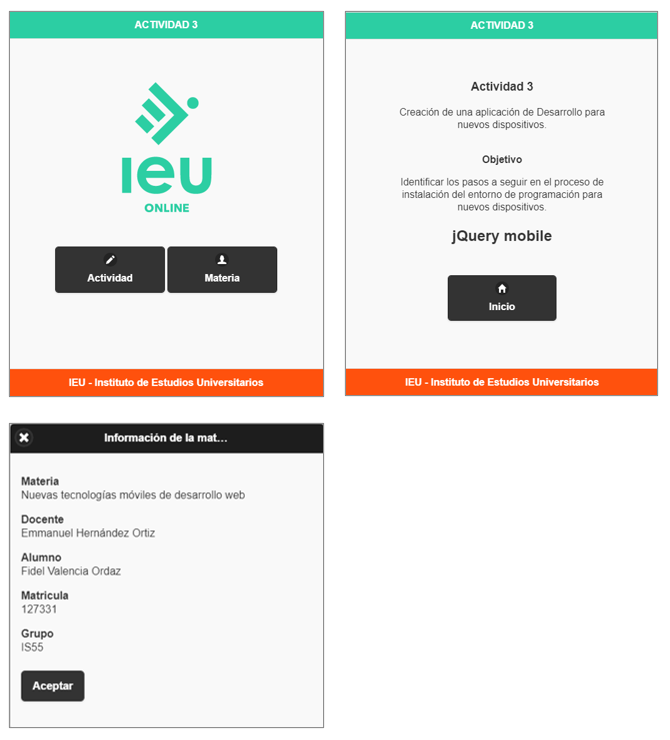 ACTIVIDAD 3
IEU
ONLINE
Actividad
Materia
IEU - Instituto de Estudios Universitarios
ACTIVIDAD 3
Actividad 3
Creación de una aplicación de Desarrollo para
nuevos dispositivos.
Objetivo
Identificar los pasos a seguir en el proceso de
instalación del entorno de programación para
nuevos dispositivos.
jQuery mobile
Inicio
IEU - Instituto de Estudios Universitarios
Información de la mat...
Materia
Nuevas tecnologías móviles de desarrollo web
Docente
Emmanuel Hernández Ortiz
Alumno
Fidel Valencia Ordaz
Matricula
127331
Grupo
IS55
Aceptar